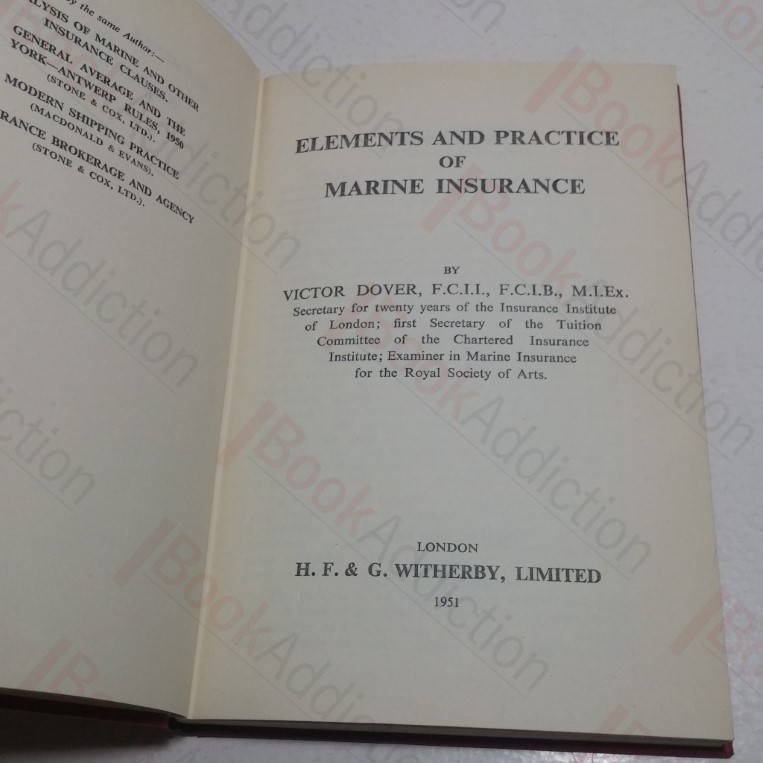 by the same Author:—
LYSIS OF MARINE AND OTHER
INSURANCE CLAUSES.
GENERAL AVERAGE AND THE
YORK—ANTWERP RULES, 1950
(STONE & COX, LTD.).
MODERN SHIPPING PRACTICE
(MACDONALD & EVANS).
RANCE BROKERAGE AND AGENCY
(STONE & COX, LTD.).
ELEMENTS AND PRACTICE
OF
MARINE INSURANCE
BY
VICTOR DOVER, F.C.I.I., F.C.I.B., M.I.Ex.
Secretary for twenty years of the Insurance Institute
of London; first Secretary of the Tuition
Committee of the Chartered Insurance
Institute; Examiner in Marine Insurance
for the Royal Society of Arts.
LONDON
H. F. & G. WITHERBY, LIMITED
1951
BookAddiction